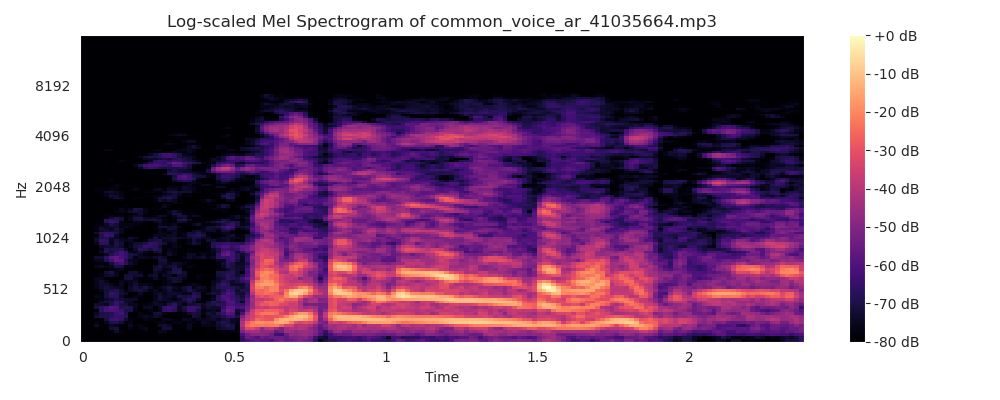 Log-scaled Mel Spectrogram of common_voice_ar_41035664.mp3
Hz
8192
4096
2048
1024
512
0
0 0.5 1 1.5 2
Time
+0 dB
-10 dB
-20 dB
-30 dB
-40 dB
-50 dB
-60 dB
-70 dB
-80 dB